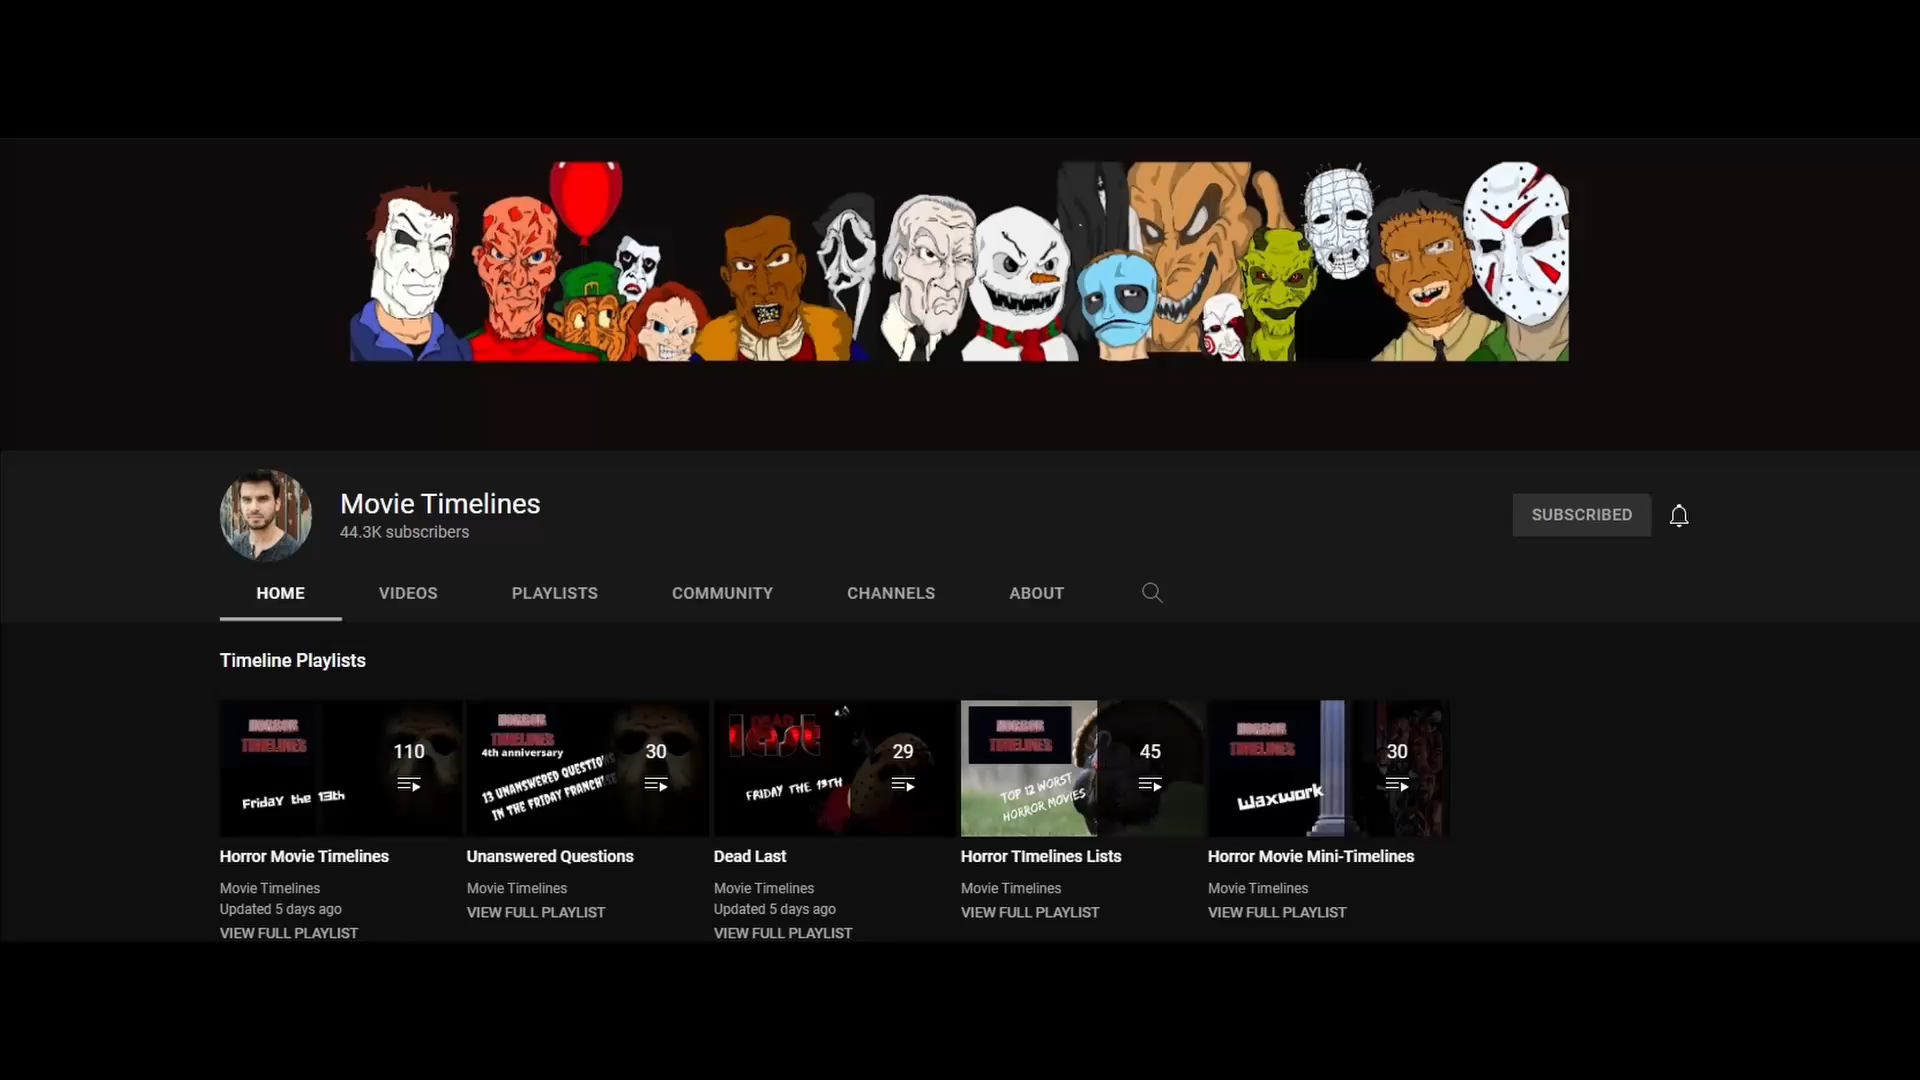 Movie Timelines
44.3K subscribers
SUBSCRIBED
HOME
VIDEOS
PLAYLISTS
COMMUNITY
CHANNELS
ABOUT
Timeline Playlists
HORROR
TIMELINES
Friday the 13th
110
HORROR
TIMELINES
4th anniversary
13 UNANSWERED QUESTIONS
IN THE FRIDAY FRANCHISE
30
DEAD
last
FRIDAY THE 13TH
29
HORROR
TIMELINES
TOP 12 WORST
HORROR MOVIES
45
HORROR
TIMELINES
Waxwork
30
Horror Movie Timelines
Movie Timelines
Updated 5 days ago
VIEW FULL PLAYLIST
Unanswered Questions
Movie Timelines
VIEW FULL PLAYLIST
Dead Last
Movie Timelines
Updated 5 days ago
VIEW FULL PLAYLIST
Horror TImelines Lists
Movie Timelines
VIEW FULL PLAYLIST
Horror Movie Mini-Timelines
Movie Timelines
VIEW FULL PLAYLIST